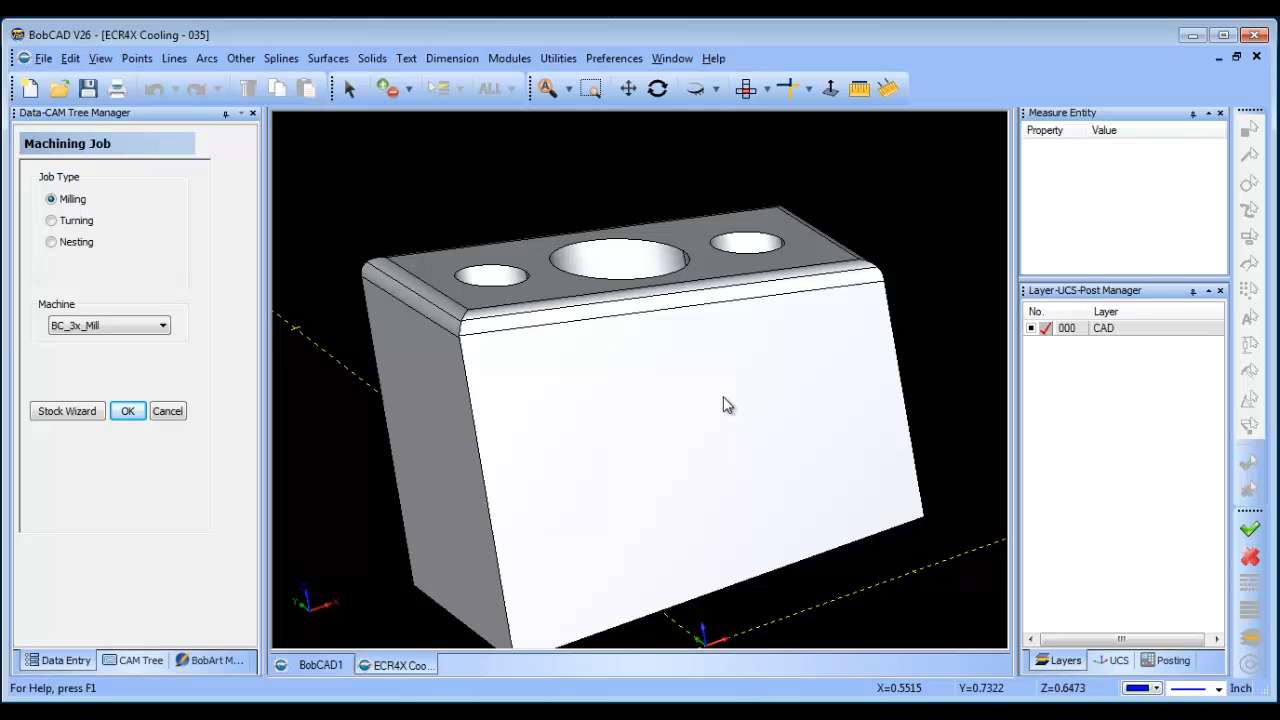 BobCAD V26 - [ECR4X Cooling - 035]
File Edit View Points Lines Arcs Other Splines Surfaces Solids Text Dimension Modules Utilities Preferences Window Help
ALL
Data-CAM Tree Manager
Machining Job
Job Type
Milling
Turning
Nesting
Machine
BC_3x_Mill
Stock Wizard OK Cancel
Data Entry CAM Tree BobArt M...
Y X
BobCAD1 ECR4X Coo...
Measure Entity
Property Value
Layer-UCS-Post Manager
No. Layer
000 CAD
Layers UCS Posting
For Help, press F1
X=0.5515 Y=0.7322 Z=0.6473 Inch